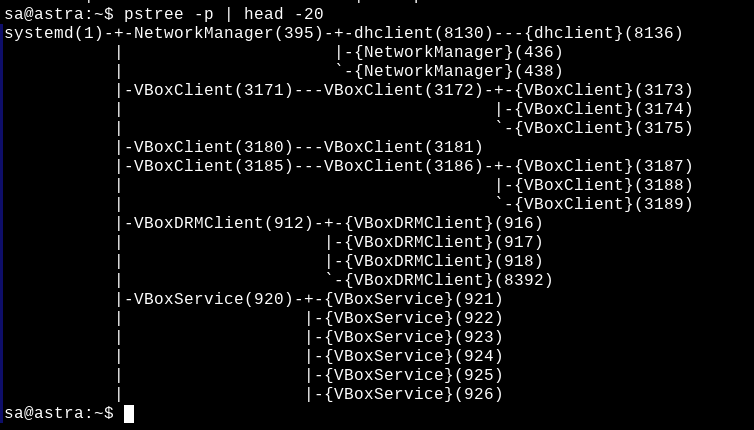 sa@astra:~$ pstree -p | head -20
systemd(1)-+-NetworkManager(395)-+-dhclient(8130)---{dhclient}(8136)
           |                     |-{NetworkManager}(436)
           |                     `-{NetworkManager}(438)
           |-VBoxClient(3171)---VBoxClient(3172)-+-{VBoxClient}(3173)
           |                                     |-{VBoxClient}(3174)
           |                                     `-{VBoxClient}(3175)
           |-VBoxClient(3180)---VBoxClient(3181)
           |-VBoxClient(3185)---VBoxClient(3186)-+-{VBoxClient}(3187)
           |                                     |-{VBoxClient}(3188)
           |                                     `-{VBoxClient}(3189)
           |-VBoxDRMClient(912)-+-{VBoxDRMClient}(916)
           |                    |-{VBoxDRMClient}(917)
           |                    |-{VBoxDRMClient}(918)
           |                    `-{VBoxDRMClient}(8392)
           |-VBoxService(920)-+-{VBoxService}(921)
           |                  |-{VBoxService}(922)
           |                  |-{VBoxService}(923)
           |                  |-{VBoxService}(924)
           |                  |-{VBoxService}(925)
           |                  |-{VBoxService}(926)
sa@astra:~$